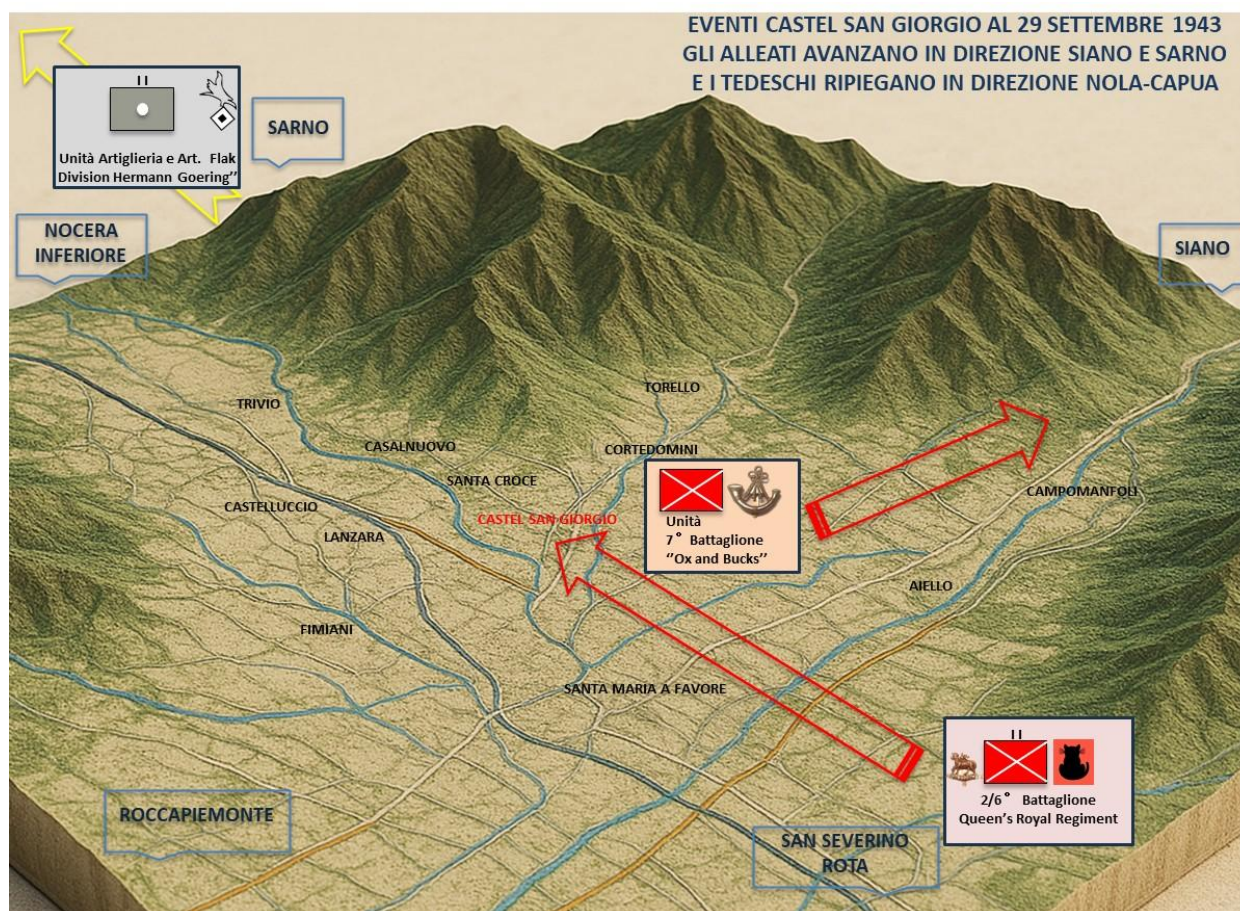 EVENTI CASTEL SAN GIORGIO AL 29 SETTEMBRE 1943
GLI ALLEATI AVANZANO IN DIREZIONE SIANO E SARNO
E I TEDESCHI RIPIEGANO IN DIREZIONE NOLA-CAPUA
Unità Artiglieria e Art. Flak
Division Hermann Goering"
SARNO
NOCERA
INFERIORE
SIANO
TORELLO
TRIVIO
CASALNUOVO
CORTEDOMINI
SANTA CROCE
CAMPOMANFOLI
CASTELLUCCIO
CASTEL SAN GIORGIO
LANZARA
Unità
7° Battaglione
"Ox and Bucks"
AIELLO
FIMIANI
SANTA MARIA A FAVORE
2/6° Battaglione
Queen's Royal Regiment
ROCCAPIEMONTE
SAN SEVERINO
ROTA